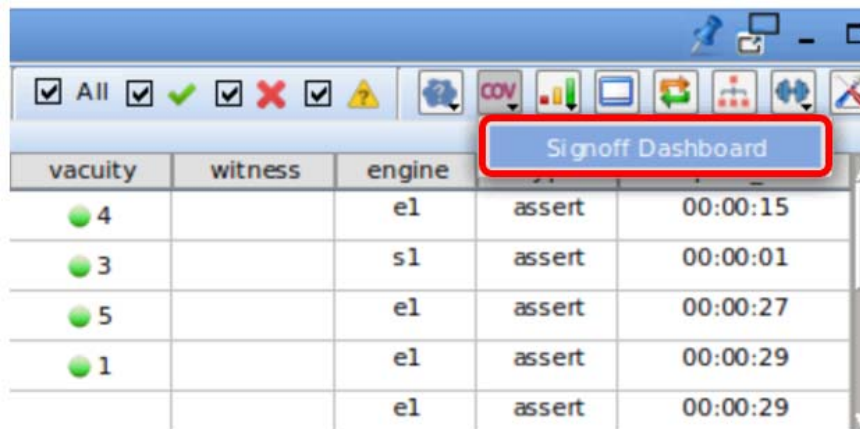 All
COV
Signoff Dashboard
vacuity witness engine
4 e1 assert 00:00:15
3 s1 assert 00:00:01
5 e1 assert 00:00:27
1 e1 assert 00:00:29
e1 assert 00:00:29